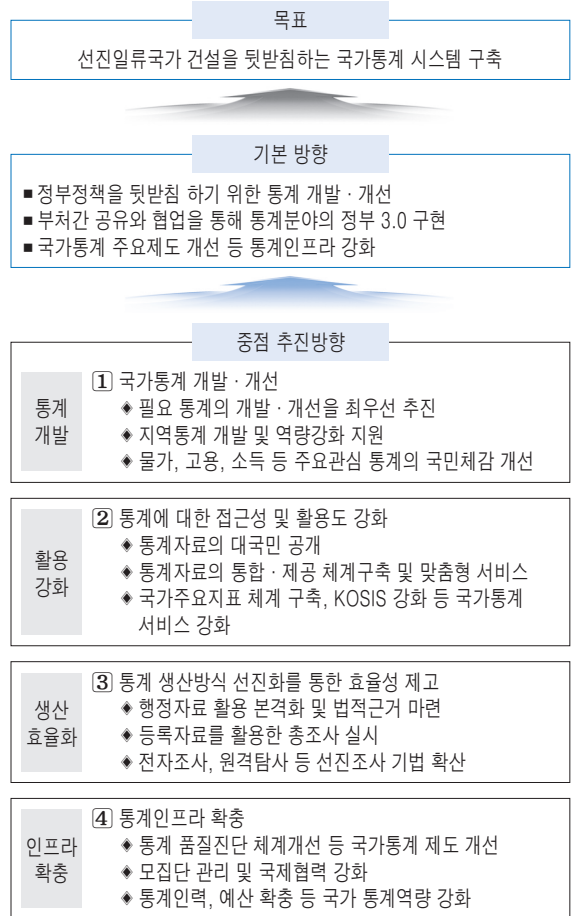 목표
선진일류국가 건설을 뒷받침하는 국가통계 시스템 구축
기본 방향
■ 정부정책을 뒷받침 하기 위한 통계 개발 · 개선
■ 부처간 공유와 협업을 통해 통계분야의 정부 3.0 구현
■ 국가통계 주요제도 개선 등 통계인프라 강화
중점 추진방향
통계
개발
1 국가통계 개발 · 개선
◈ 필요 통계의 개발 · 개선을 최우선 추진
◈ 지역통계 개발 및 역량강화 지원
◈ 물가, 고용, 소득 등 주요관심 통계의 국민체감 개선
활용
강화
2 통계에 대한 접근성 및 활용도 강화
◈ 통계자료의 대국민 공개
◈ 통계자료의 통합 · 제공 체계구축 및 맞춤형 서비스
◈ 국가주요지표 체계 구축, KOSIS 강화 등 국가통계
서비스 강화
생산
효율화
3 통계 생산방식 선진화를 통한 효율성 제고
◈ 행정자료 활용 본격화 및 법적근거 마련
◈ 등록자료를 활용한 총조사 실시
◈ 전자조사, 원격탐사 등 선진조사 기법 확산
인프라
확충
4 통계인프라 확충
◈ 통계 품질진단 체계개선 등 국가통계 제도 개선
◈ 모집단 관리 및 국제협력 강화
◈ 통계인력, 예산 확충 등 국가 통계역량 강화